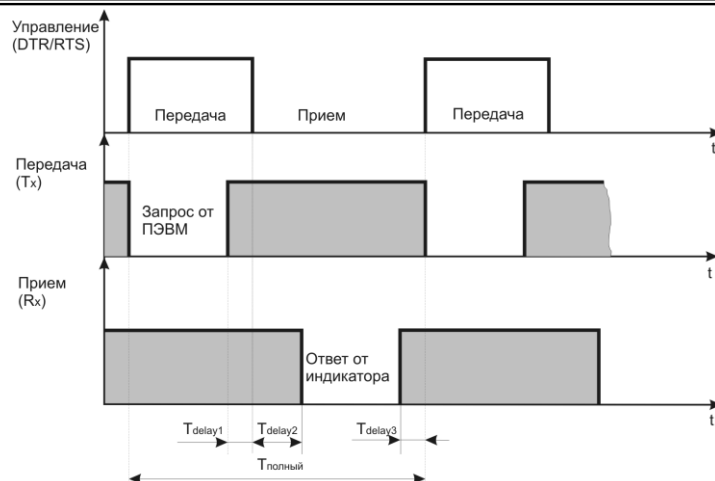 Управление
(DTR/RTS)
Передача
Прием
Передача
t
Передача
(Tx)
Запрос от
ПЭВМ
t
Прием
(Rx)
Ответ от
индикатора
t
Tdelay1
Tdelay2
Tdelay3
Tполный